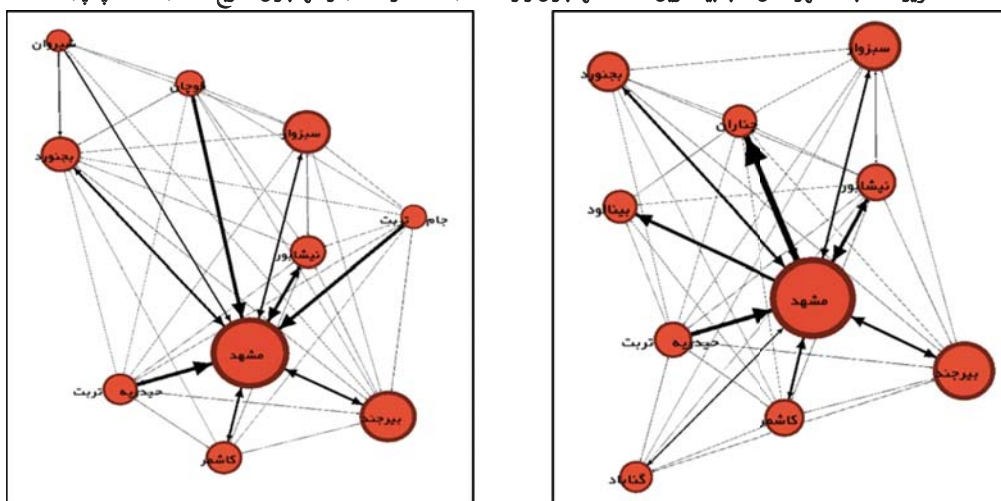 شیروان
قوچان
سبزوار
بجنورد
جام تربت
نیشابور
مشهد
حیدریه تربت
بیرجند
کاشمر
سبزوار
بجنورد
چناران
نیشابور
بینالود
مشهد
حیدریه تربت
بیرجند
کاشمر
گناباد